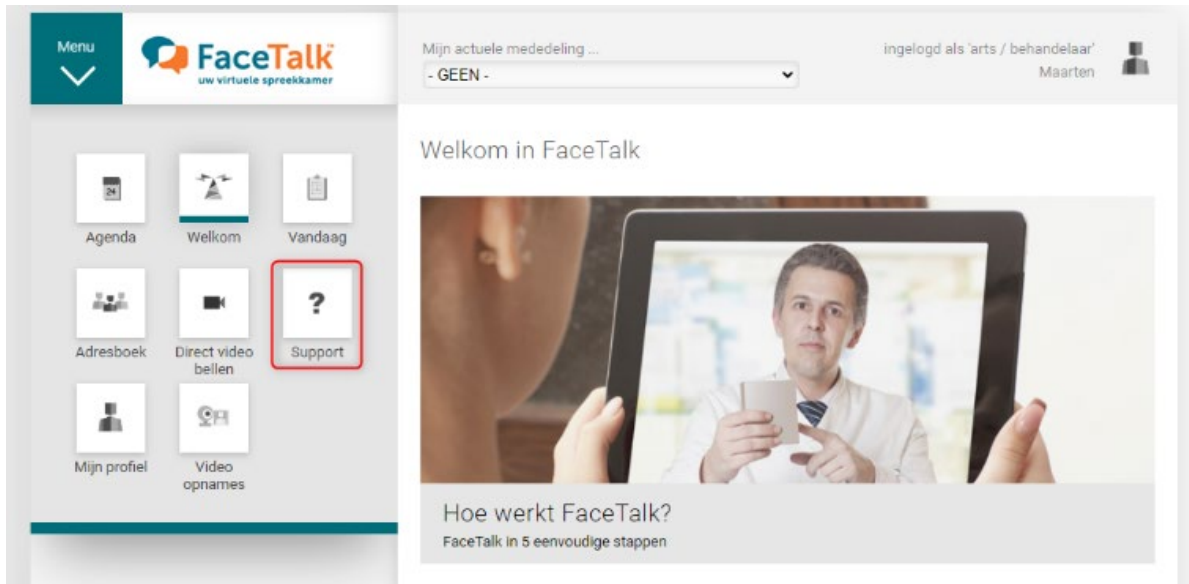 Menu
FaceTalk™
uw virtuele spreekkamer
Mijn actuele mededeling ...
- GEEN -
ingelogd als 'arts / behandelaar'
Maarten
24
Agenda
Welkom
Vandaag
Adresboek
Direct video
bellen
?
Support
Mijn profiel
Video
opnames
Welkom in FaceTalk
Hoe werkt FaceTalk?
FaceTalk in 5 eenvoudige stappen